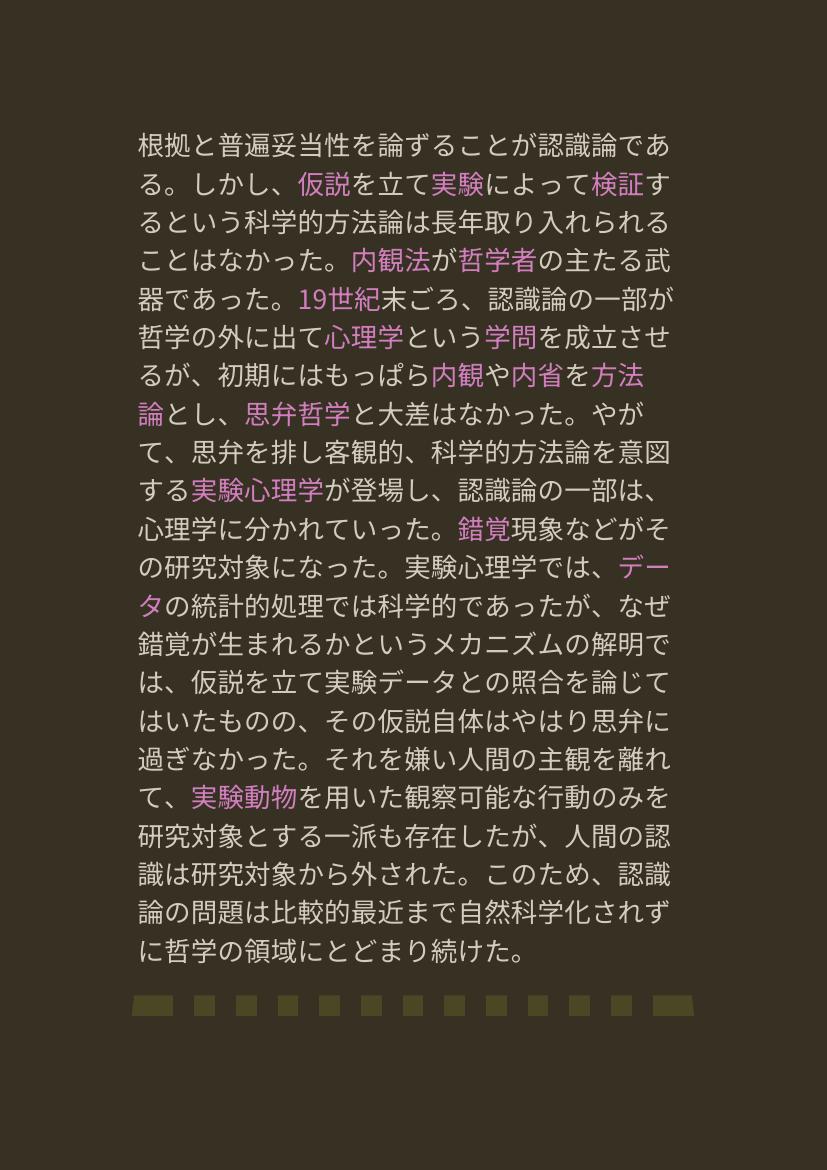 根拠と普遍妥当性を論ずることが認識論であ
る。しかし、仮説を立て実験によって検証す
るという科学的方法論は長年取り入れられる
ことはなかった。内観法が哲学者の主たる武
器であった。19世紀末ごろ、認識論の一部が
哲学の外に出て心理学という学問を成立させ
るが、初期にはもっぱら内観や内省を方法
論とし、思弁哲学と大差はなかった。やが
て、思弁を排し客観的、科学的方法論を意図
する実験心理学が登場し、認識論の一部は、
心理学に分かれていった。錯覚現象などがそ
の研究対象になった。実験心理学では、デー
タの統計的処理では科学的であったが、なぜ
錯覚が生まれるかというメカニズムの解明で
は、仮説を立て実験データとの照合を論じて
はいたものの、その仮説自体はやはり思弁に
過ぎなかった。それを嫌い人間の主観を離れ
て、実験動物を用いた観察可能な行動のみを
研究対象とする一派も存在したが、人間の認
識は研究対象から外された。このため、認識
論の問題は比較的最近まで自然科学化されず
に哲学の領域にとどまり続けた。